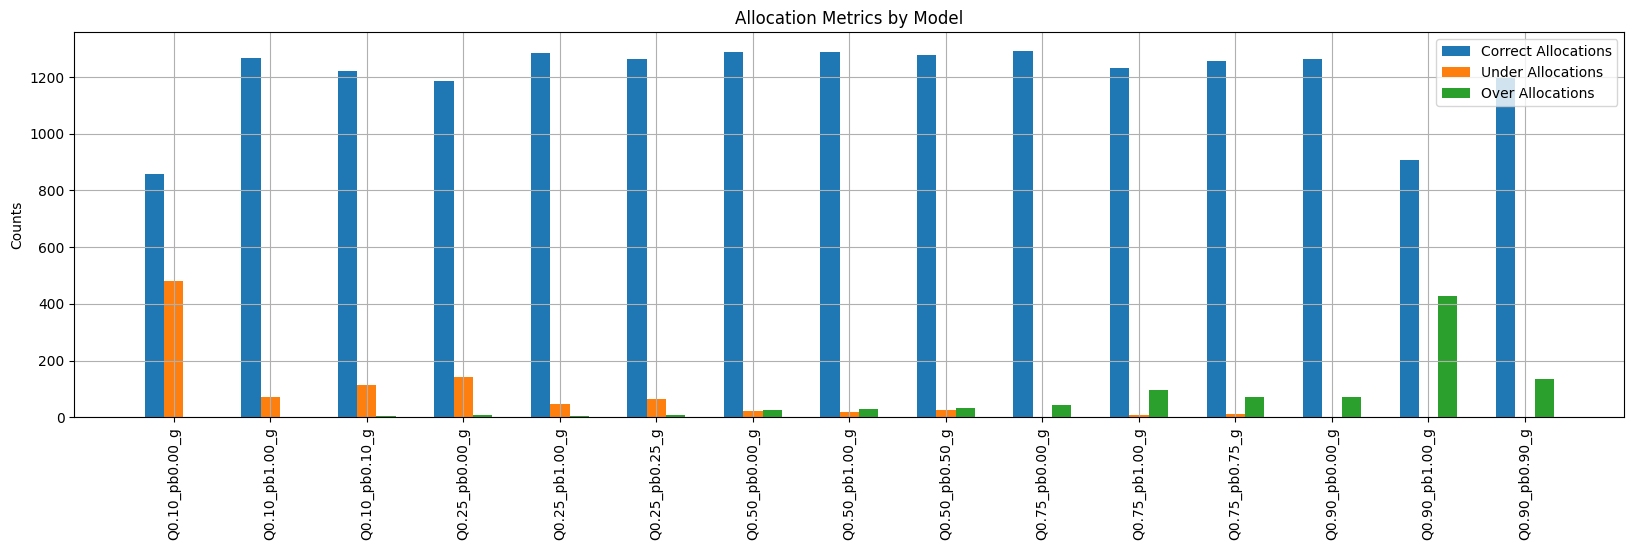 Allocation Metrics by Model
Correct Allocations
Under Allocations
Over Allocations
Counts
1200
1000
800
600
400
200
0
Q0.10_pb0.00_g
Q0.10_pb1.00_g
Q0.10_pb0.10_g
Q0.25_pb0.00_g
Q0.25_pb1.00_g
Q0.25_pb0.25_g
Q0.50_pb0.00_g
Q0.50_pb1.00_g
Q0.50_pb0.50_g
Q0.75_pb0.00_g
Q0.75_pb1.00_g
Q0.75_pb0.75_g
Q0.90_pb0.00_g
Q0.90_pb1.00_g
Q0.90_pb0.90_g